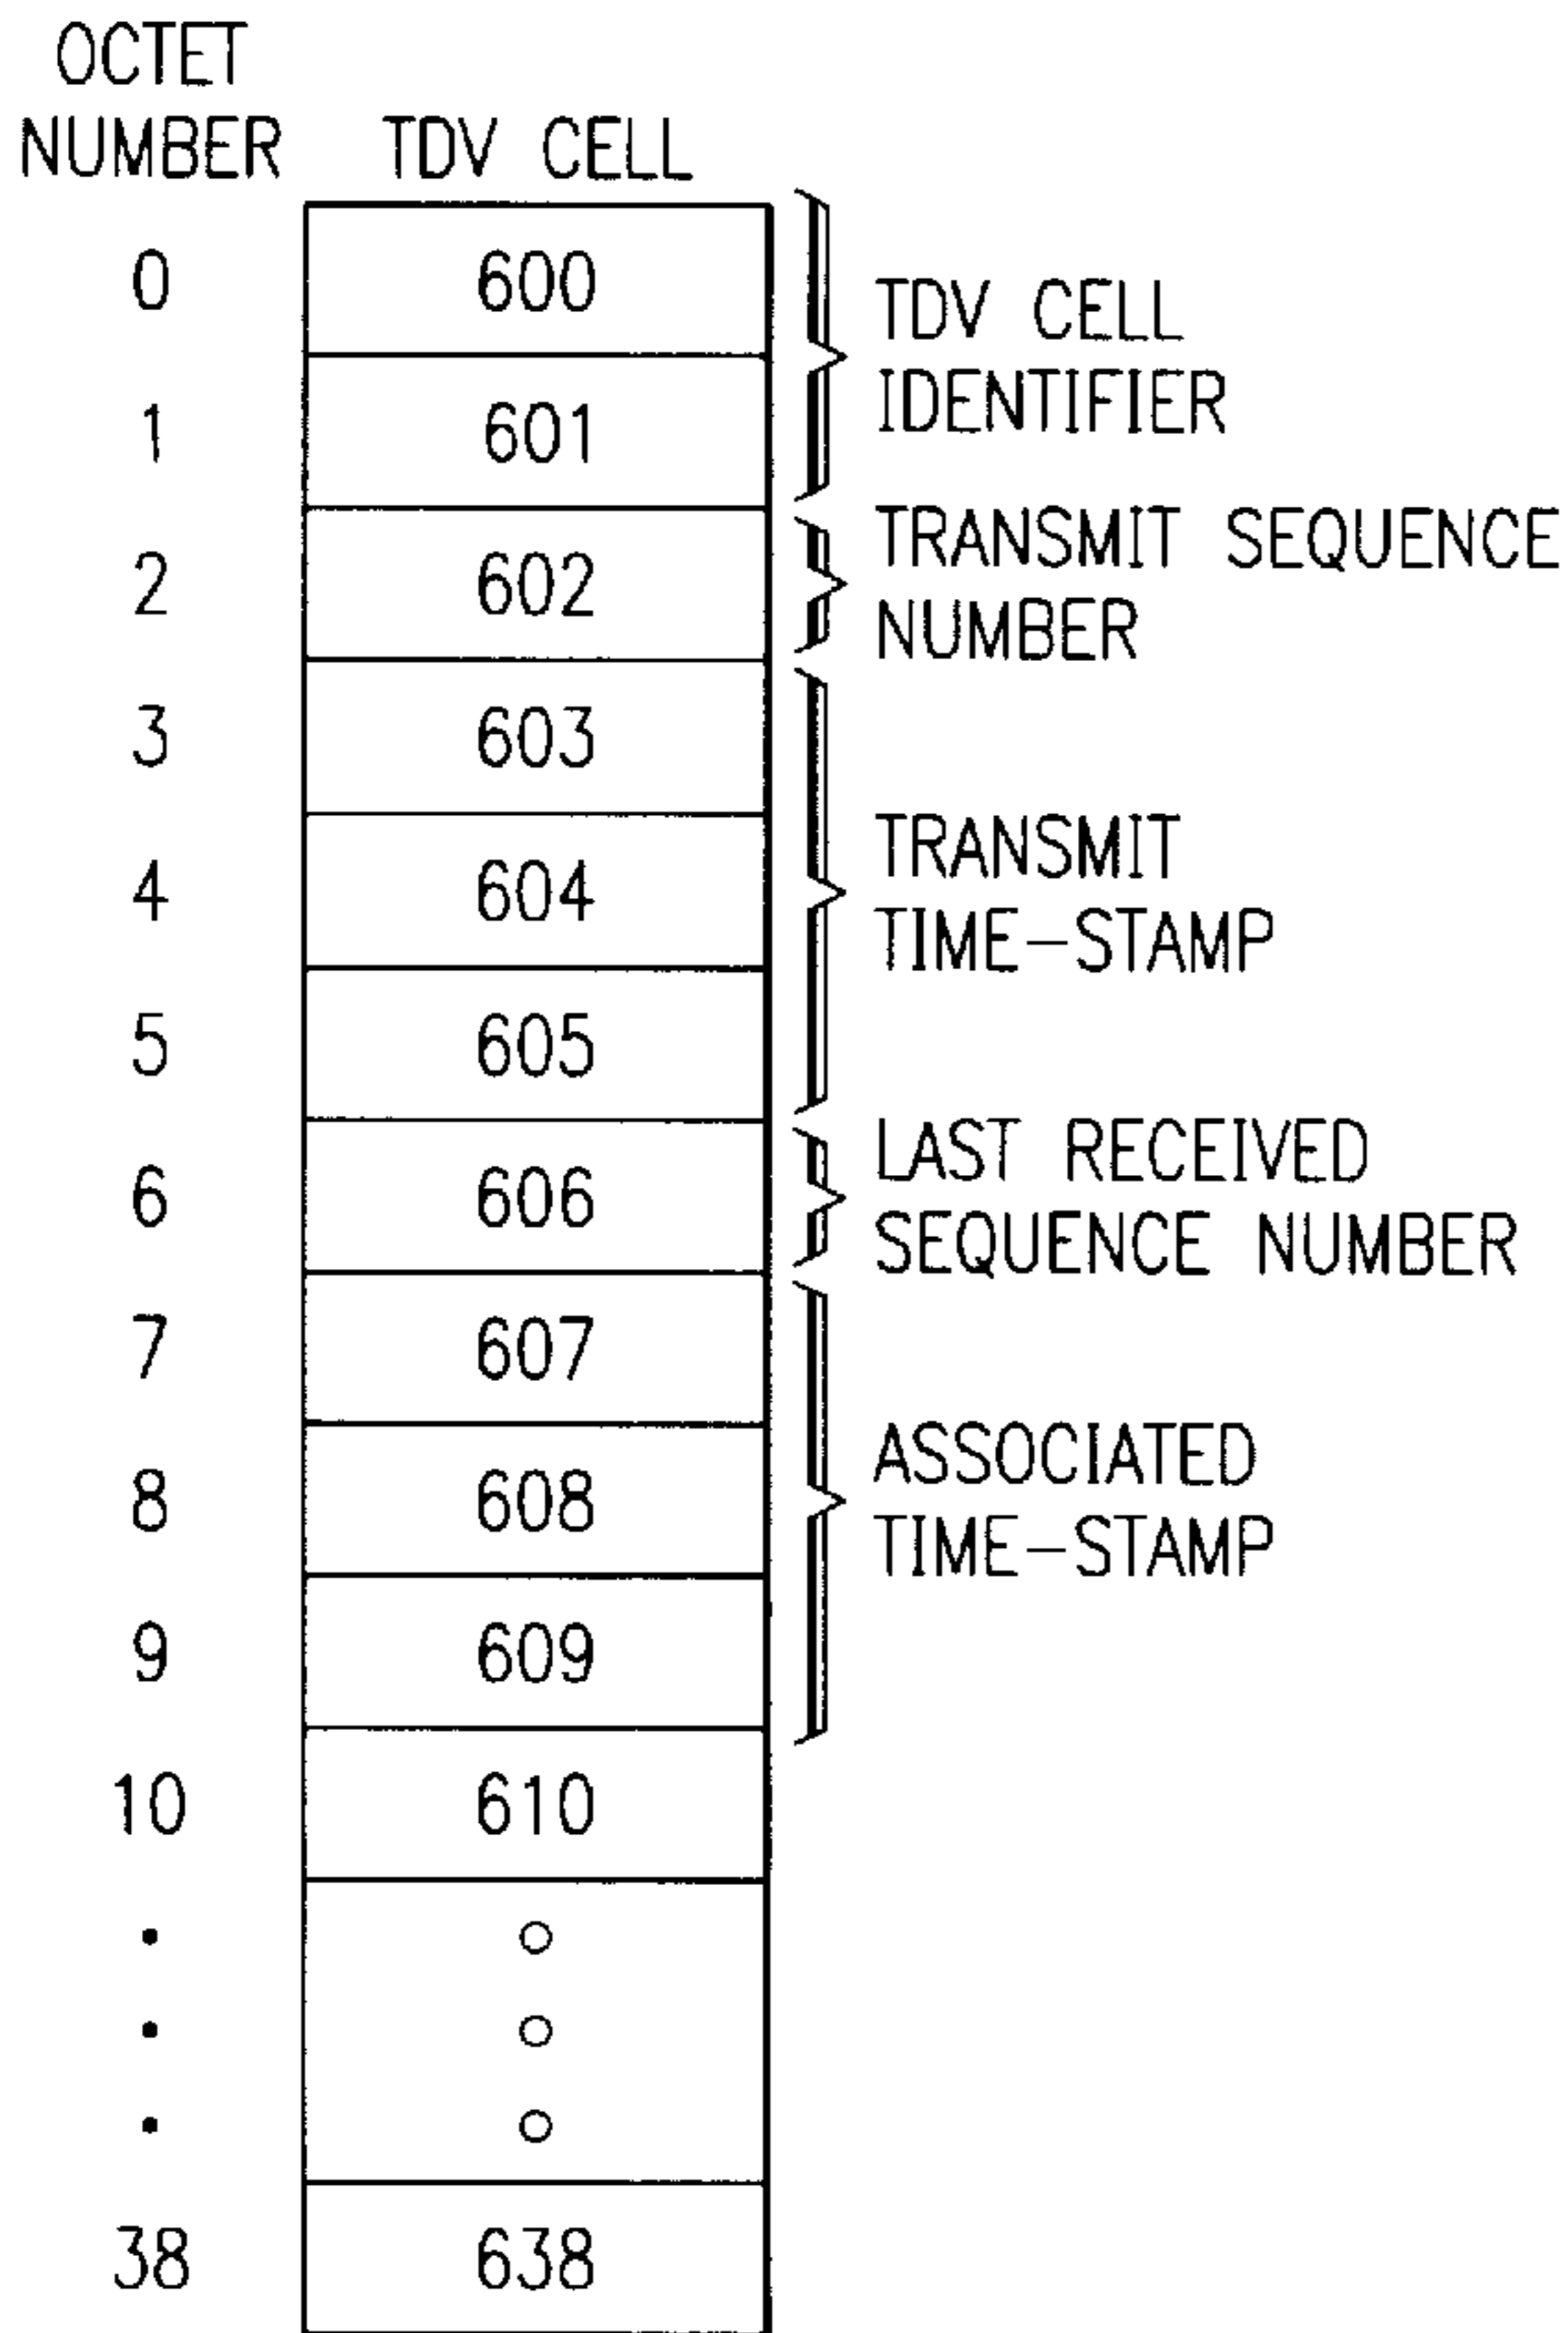 OCTET
NUMBER TDV CELL
0 600
TDV CELL
IDENTIFIER
1 601
2 602
TRANSMIT SEQUENCE
NUMBER
3 603
4 604
TRANSMIT
TIME-STAMP
5 605
6 606
LAST RECEIVED
SEQUENCE NUMBER
7 607
8 608
ASSOCIATED
TIME-STAMP
9 609
10 610
38 638